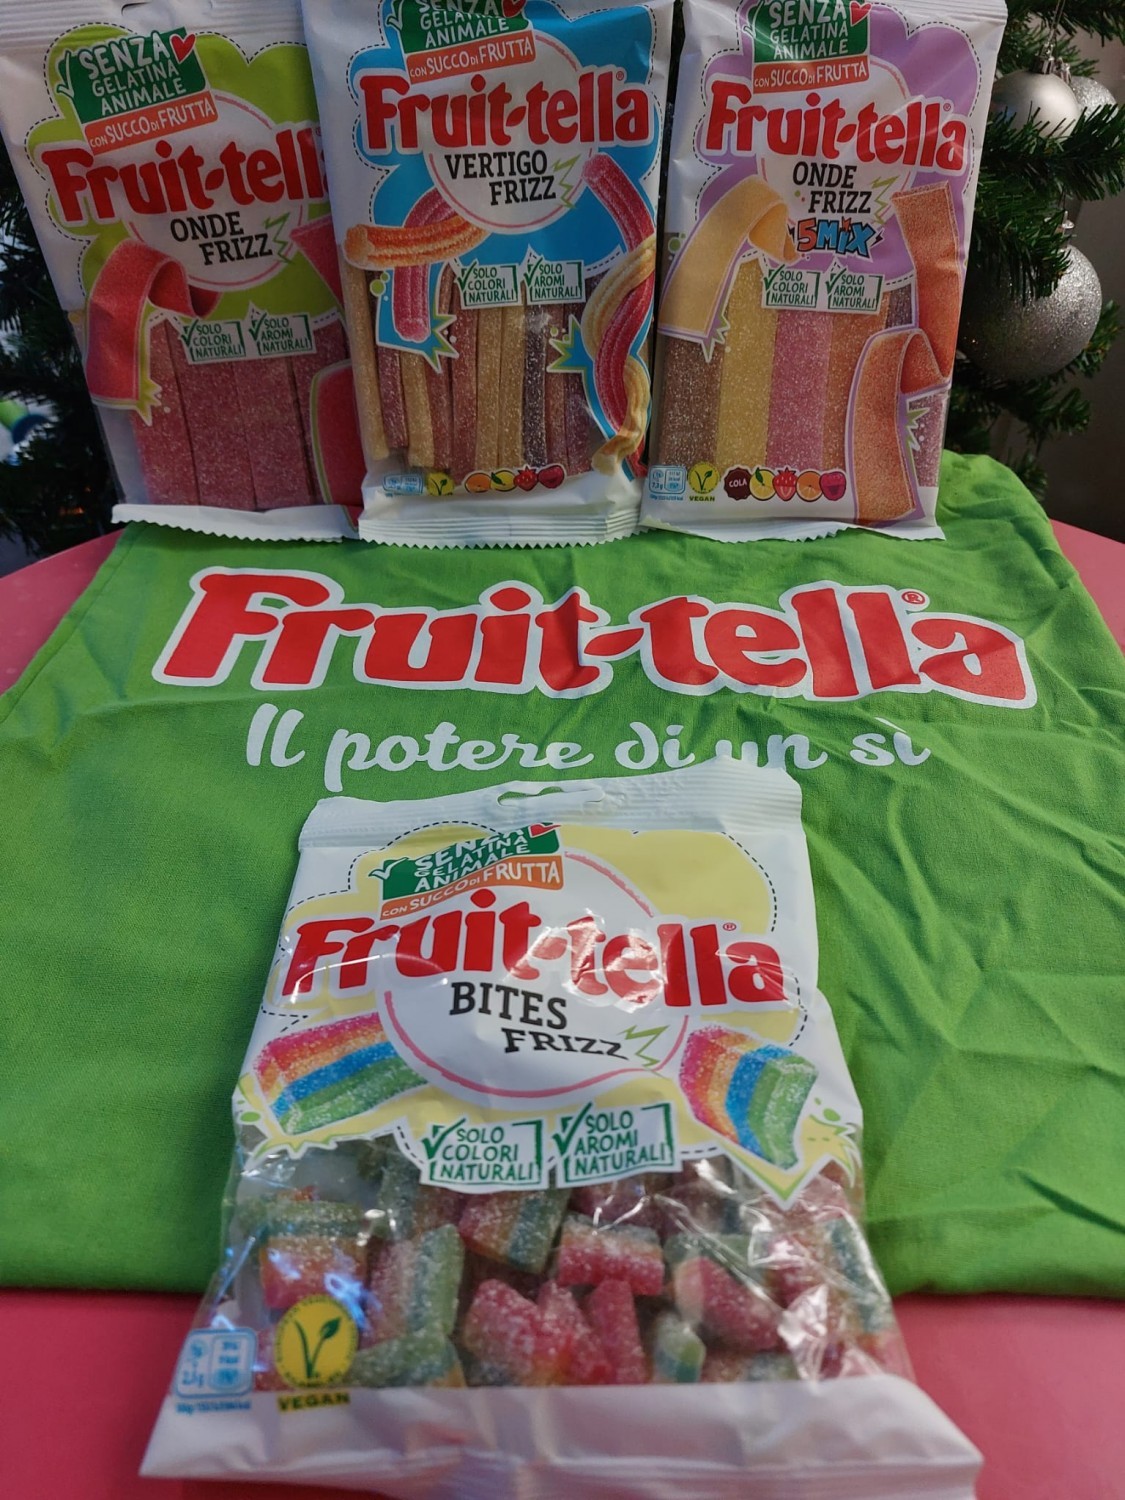 SENZA
GELATINA
ANIMALE
CON SUCCO DI FRUTTA
Fruit-tell
ONDE
FRIZZ
SOLO
COLORI
NATURALI
SOLO
AROMI
NATURALI
SENZA
GELATINA
ANIMALE
CON SUCCO DI FRUTTA
Fruit-tella®
VERTIGO
FRIZZ
SOLO
COLORI
NATURALI
SOLO
AROMI
NATURALI
SENZA
GELATINA
ANIMALE
CON SUCCO DI FRUTTA
Fruit-tella®
ONDE
FRIZZ
5MIX
SOLO
COLORI
NATURALI
SOLO
AROMI
NATURALI
VEGAN
COLA
Fruit-tella®
Il potere di un sì
SENZA
GELATINA
ANIMALE
CON SUCCO DI FRUTTA
Fruit-tella®
BITES
FRIZZ
SOLO
COLORI
NATURALI
SOLO
AROMI
NATURALI
VEGAN